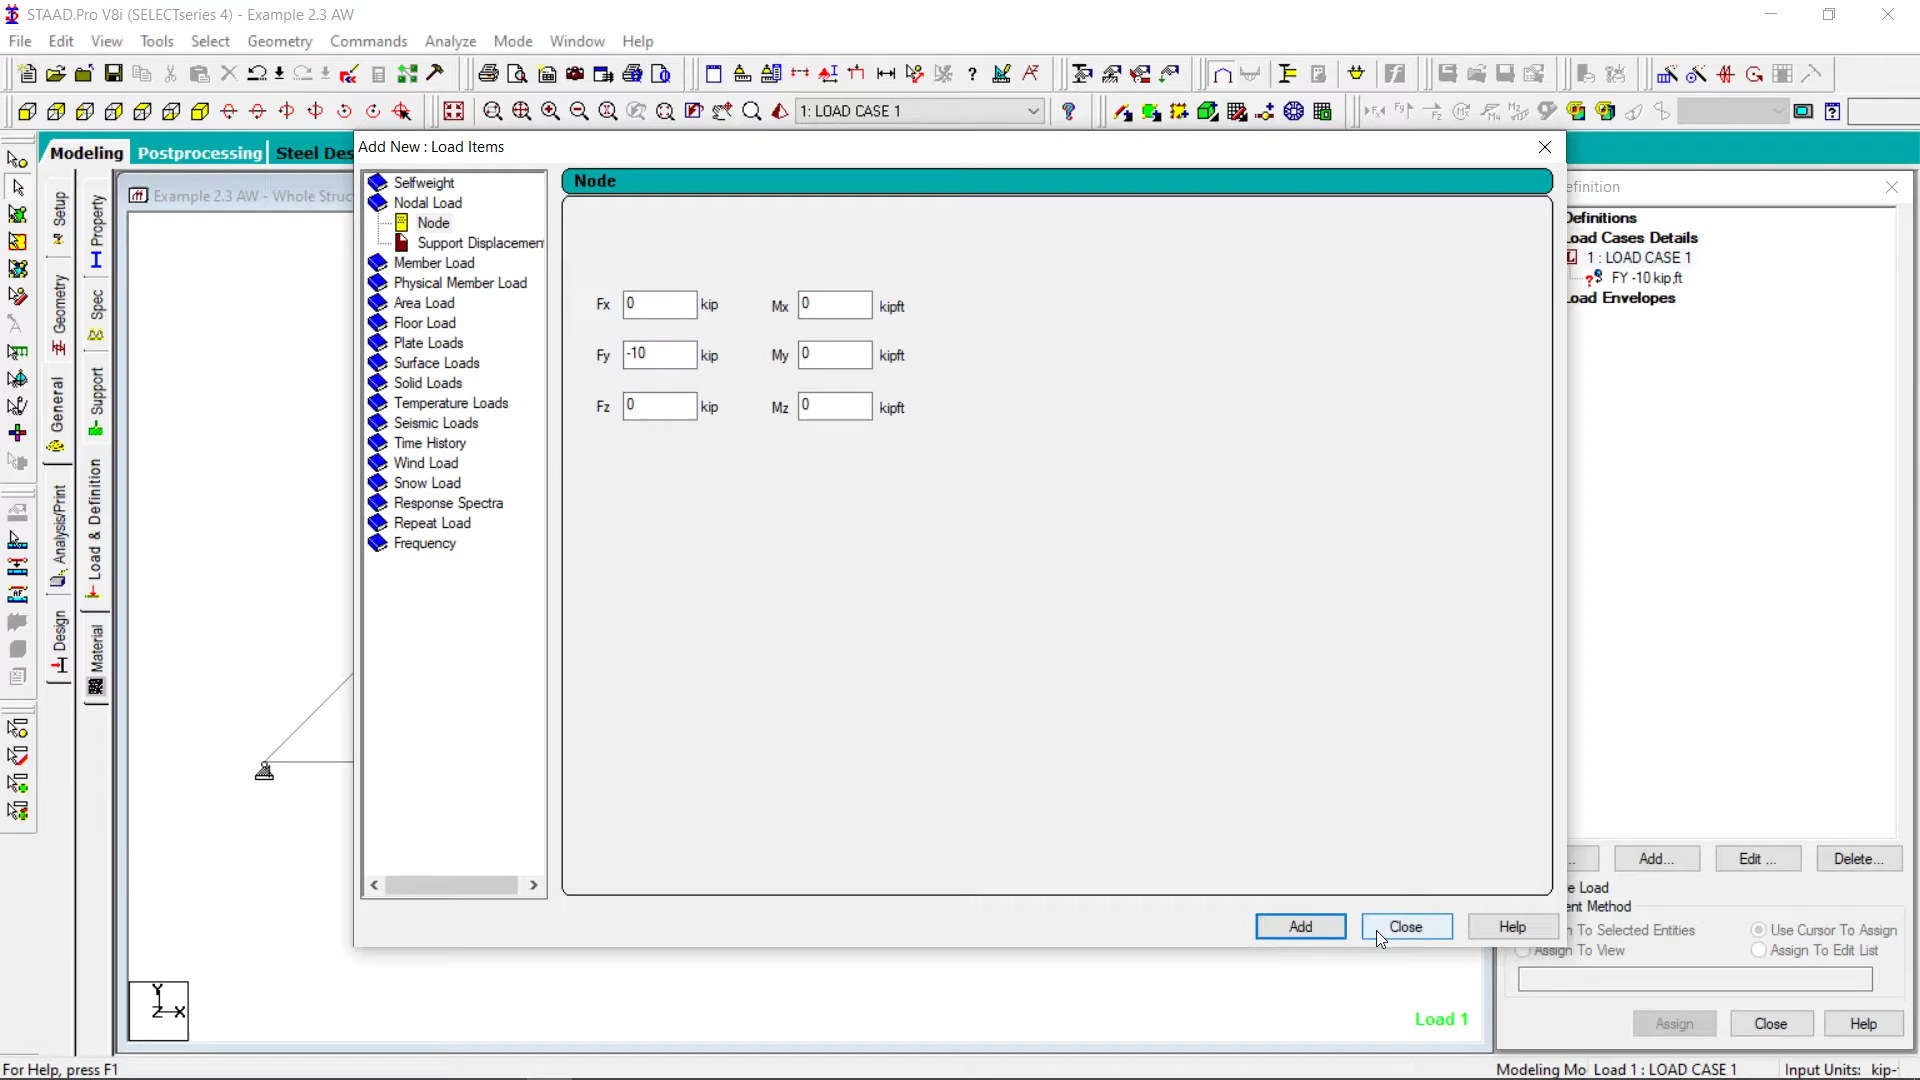 STAAD.Pro V8i (SELECTseries 4) - Example 2.3 AW
File Edit View Tools Select Geometry Commands Analyze Mode Window Help
1: LOAD CASE 1
Modeling Postprocessing Steel Des
Add New : Load Items
Example 2.3 AW - Whole Struc
Setup
Geometry
General
Analysis/Print
Design
Property
Spec
Support
Load & Definition
Material
Selfweight
Nodal Load
Node
Support Displacemen
Member Load
Physical Member Load
Area Load
Floor Load
Plate Loads
Surface Loads
Solid Loads
Temperature Loads
Seismic Loads
Time History
Wind Load
Snow Load
Response Spectra
Repeat Load
Frequency
Node
Fx 0 kip Mx 0 kipft
Fy -10 kip My 0 kipft
Fz 0 kip Mz 0 kipft
Add Close Help
efinition
Definitions
Load Cases Details
1 : LOAD CASE 1
FY -10 kip,ft
Load Envelopes
... Add... Edit ... Delete...
e Load
ent Method
To Selected Entities Use Cursor To Assign
Assign To View Assign To Edit List
Assign Close Help
Y
Z X
Load 1
For Help, press F1
Modeling Mo Load 1 : LOAD CASE 1 Input Units: kip-